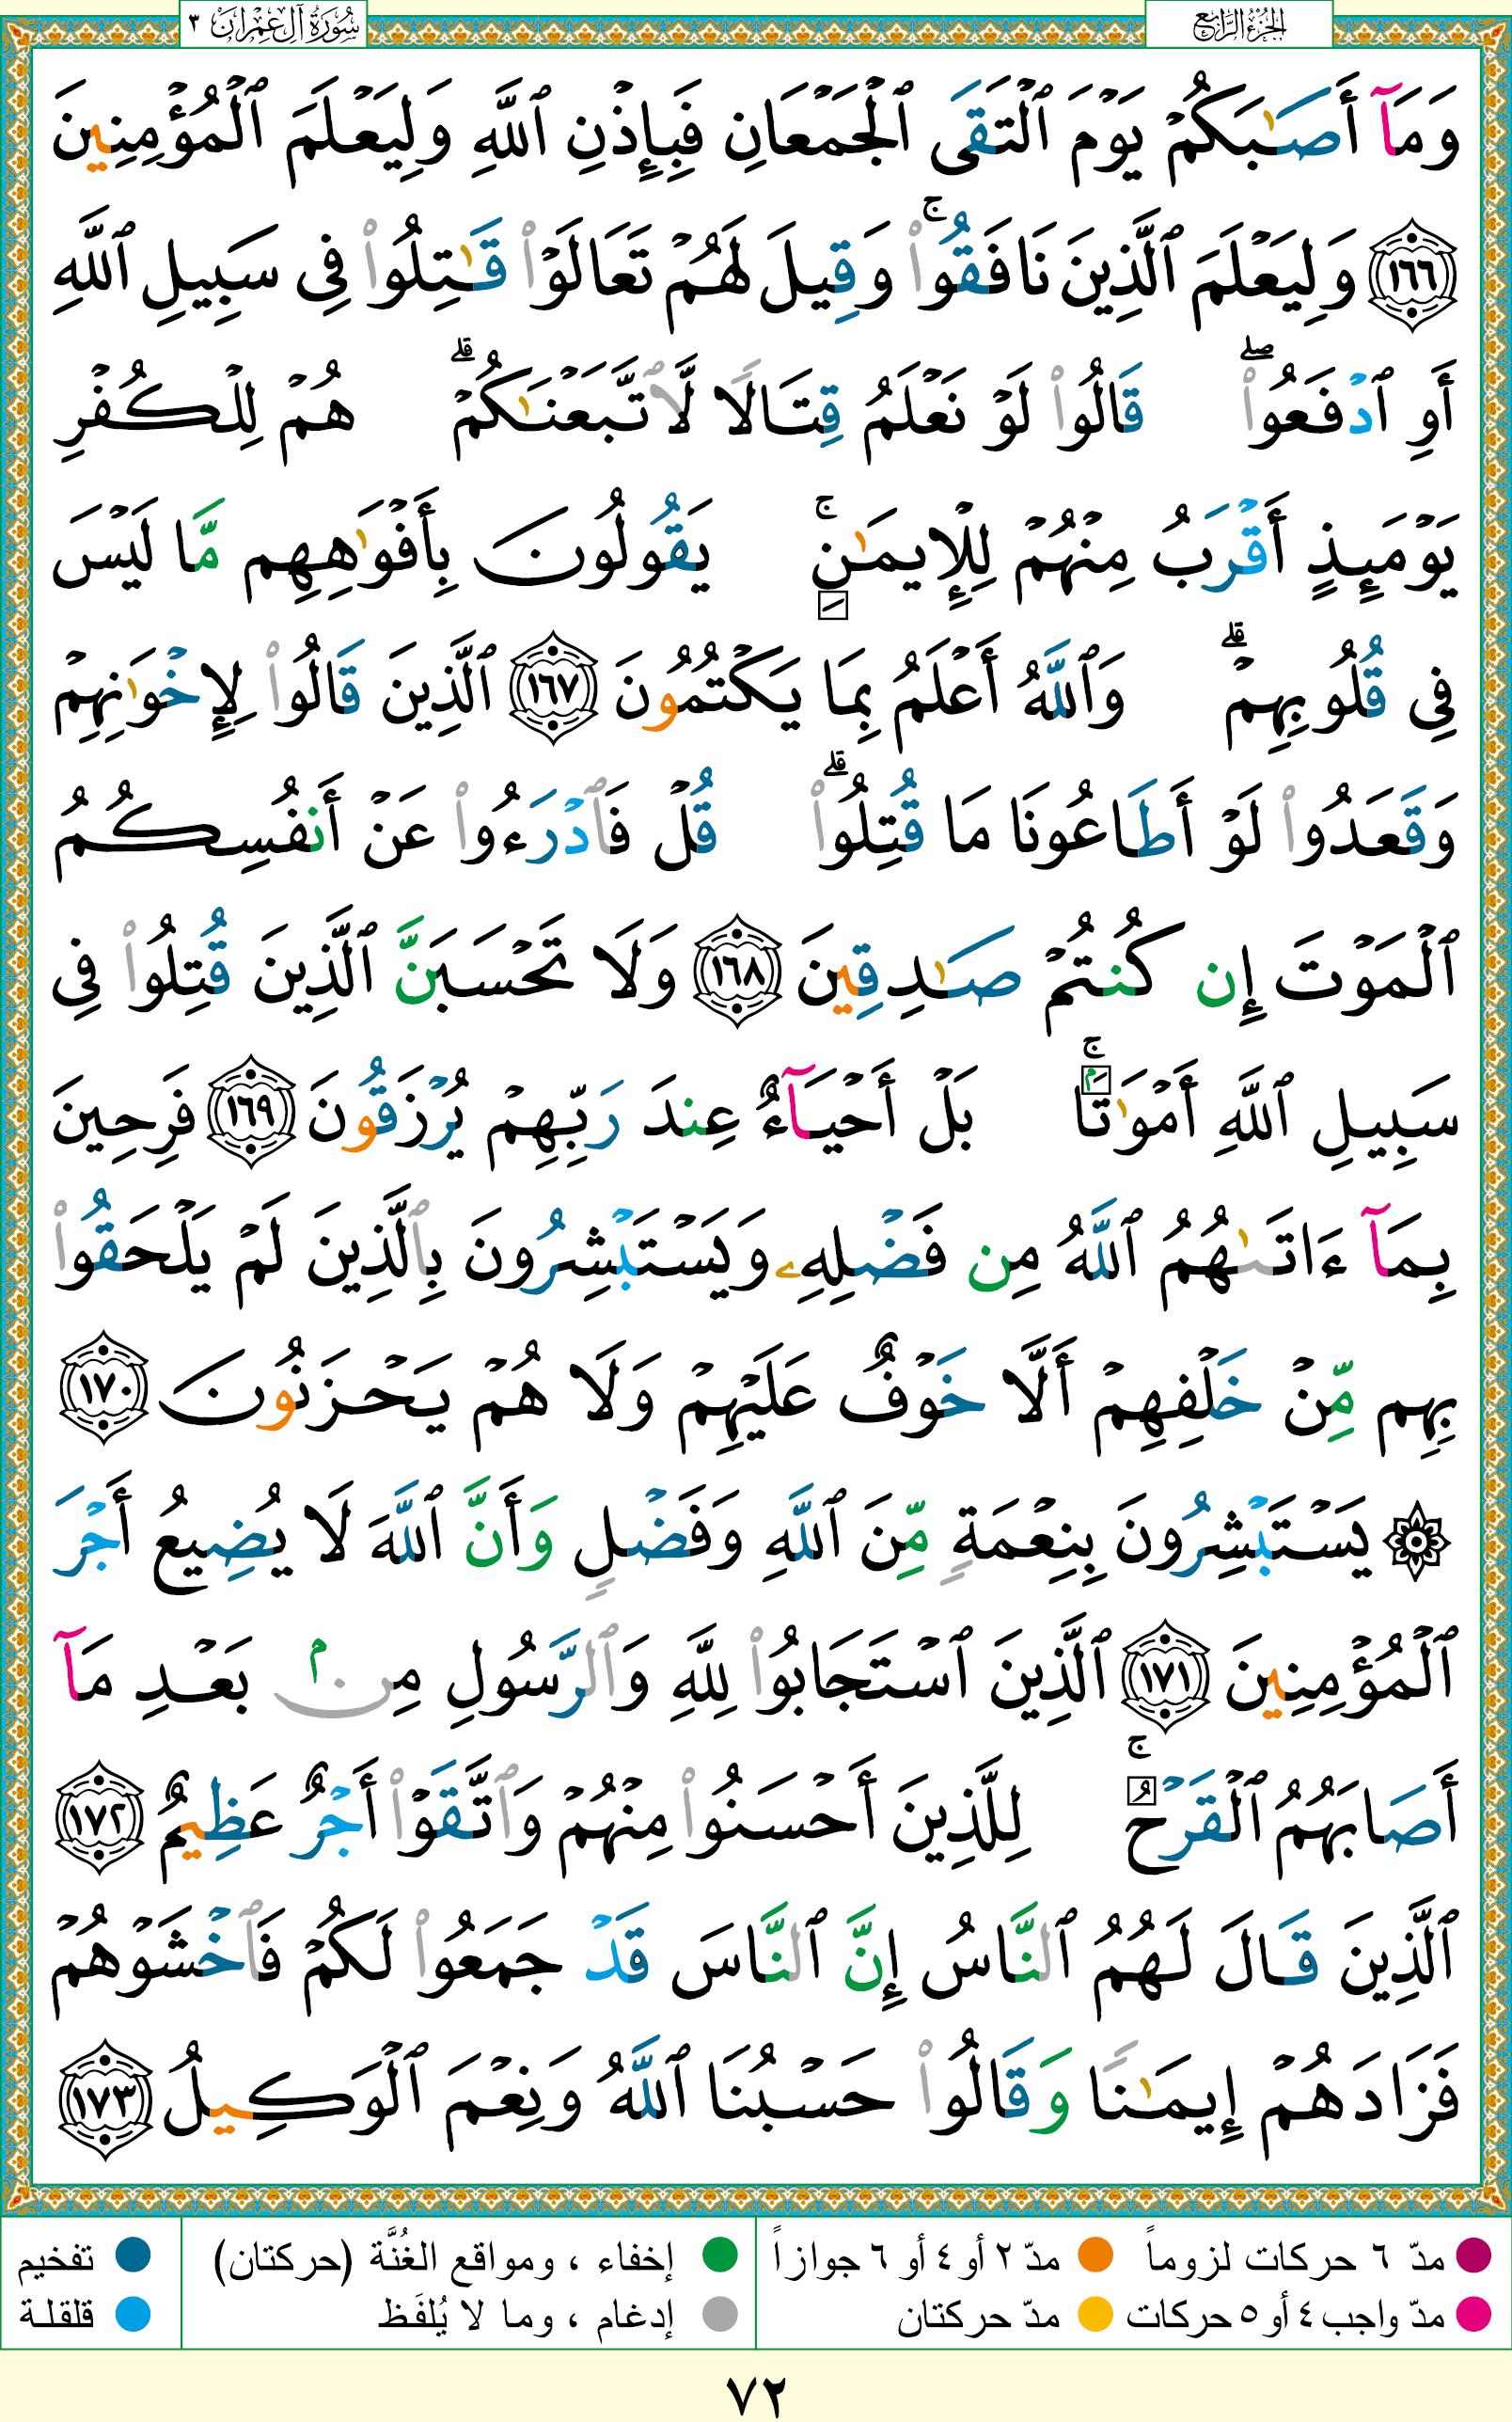 سُورَةُ آلِ عِمْرَان ٣
الجُزءُ الرَّابِعُ
وَمَآ أَصَـٰبَكُمۡ يَوۡمَ ٱلۡتَقَى ٱلۡجَمۡعَانِ فَبِإِذۡنِ ٱللَّهِ وَلِيَعۡلَمَ ٱلۡمُؤۡمِنِينَ
١٦٦ وَلِيَعۡلَمَ ٱلَّذِينَ نَافَقُوا۟ۚ وَقِيلَ لَهُمۡ تَعَالَوۡا۟ قَـٰتِلُوا۟ فِى سَبِيلِ ٱللَّهِ
أَوِ ٱدۡفَعُوا۟ۖ قَالُوا۟ لَوۡ نَعۡلَمُ قِتَالًا لَّٱتَّبَعۡنَـٰكُمۡۗ هُمۡ لِلۡكُفۡرِ
يَوۡمَئِذٍ أَقۡرَبُ مِنۡهُمۡ لِلۡإِيمَـٰنِۚ يَقُولُونَ بِأَفۡوَٰهِهِم مَّا لَيۡسَ
فِى قُلُوبِهِمۡۗ وَٱللَّهُ أَعۡلَمُ بِمَا يَكۡتُمُونَ ١٦٧ ٱلَّذِينَ قَالُوا۟ لِإِخۡوَٰنِهِمۡ
وَقَعَدُوا۟ لَوۡ أَطَاعُونَا مَا قُتِلُوا۟ۗ قُلۡ فَٱدۡرَءُوا۟ عَنۡ أَنفُسِكُمُ
ٱلۡمَوۡتَ إِن كُنتُمۡ صَـٰدِقِينَ ١٦٨ وَلَا تَحۡسَبَنَّ ٱلَّذِينَ قُتِلُوا۟ فِى
سَبِيلِ ٱللَّهِ أَمۡوَٰتَۢاۚ بَلۡ أَحۡيَآءٌ عِندَ رَبِّهِمۡ يُرۡزَقُونَ ١٦٩ فَرِحِينَ
بِمَآ ءَاتَىٰهُمُ ٱللَّهُ مِن فَضۡلِهِۦ وَيَسۡتَبۡشِرُونَ بِٱلَّذِينَ لَمۡ يَلۡحَقُوا۟
بِهِم مِّنۡ خَلۡفِهِمۡ أَلَّا خَوۡفٌ عَلَيۡهِمۡ وَلَا هُمۡ يَحۡزَنُونَ ١٧٠
۞ يَسۡتَبۡشِرُونَ بِنِعۡمَةٍ مِّنَ ٱللَّهِ وَفَضۡلٍ وَأَنَّ ٱللَّهَ لَا يُضِيعُ أَجۡرَ
ٱلۡمُؤۡمِنِينَ ١٧١ ٱلَّذِينَ ٱسۡتَجَابُوا۟ لِلَّهِ وَٱلرَّسُولِ مِنۢ بَعۡدِ مَآ
أَصَابَهُمُ ٱلۡقَرۡحُۚ لِلَّذِينَ أَحۡسَنُوا۟ مِنۡهُمۡ وَٱتَّقَوۡا۟ أَجۡرٌ عَظِيمٌ ١٧٢
ٱلَّذِينَ قَالَ لَهُمُ ٱلنَّاسُ إِنَّ ٱلنَّاسَ قَدۡ جَمَعُوا۟ لَكُمۡ فَٱخۡشَوۡهُمۡ
فَزَادَهُمۡ إِيمَـٰنًا وَقَالُوا۟ حَسۡبُنَا ٱللَّهُ وَنِعۡمَ ٱلۡوَكِيلُ ١٧٣
مدّ ٦ حركات لزوماً مدّ ٢ أو ٤ أو ٦ جوازاً إخفاء ، ومواقع الغُنَّة (حركتان) تفخيم
مدّ واجب ٤ أو ٥ حركات مدّ حركتان إدغام ، وما لا يُلفَظ قلقلة
٧٢